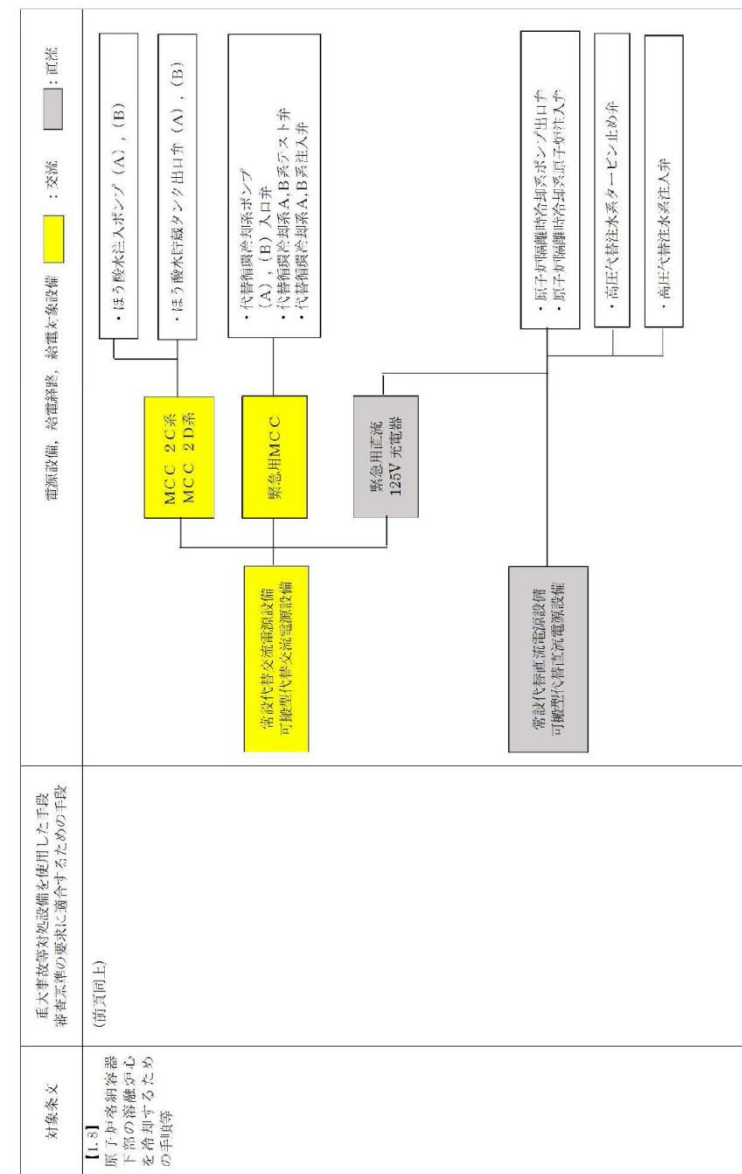 対象条文
重大事故等対処設備を使用した手段
審査基準の要求に適合するための手段
電源設備，給電経路，給電対象設備
：交流
：直流
【1.8】
原子炉格納容器
下部の溶融炉心
を冷却するため
の手順等
(前頁同上)
常設代替交流電源設備
可搬型代替交流電源設備
MCC 2C系
MCC 2D系
・ほう酸水注入ポンプ（A），（B）
・ほう酸水貯蔵タンク出口弁（A），（B）
緊急用MCC
・代替循環冷却系ポンプ
（A），（B）入口弁
・代替循環冷却系A，B系テスト弁
・代替循環冷却系A，B系注入弁
緊急用直流
125V 充電器
常設代替直流電源設備
可搬型代替直流電源設備
・原子炉隔離時冷却系ポンプ出口弁
・原子炉隔離時冷却系原子炉注入弁
・高圧代替注水系タービン止め弁
・高圧代替注水系注入弁